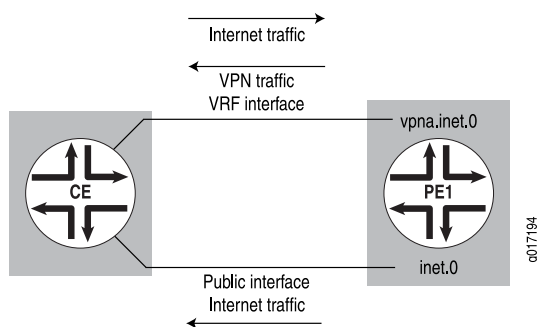 Internet traffic
VPN traffic
VRF interface
vpna.inet.0
CE
PE1
inet.0
Public interface
Internet traffic
g017194